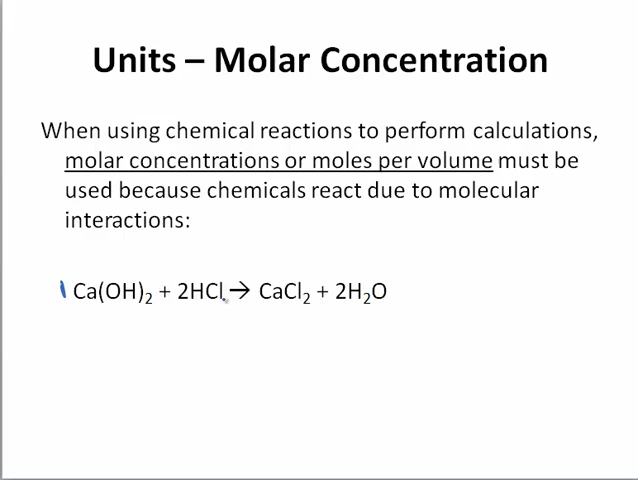 Units – Molar Concentration
When using chemical reactions to perform calculations,
molar concentrations or moles per volume must be
used because chemicals react due to molecular
interactions:
1 Ca(OH)₂ + 2HCl → CaCl₂ + 2H₂O